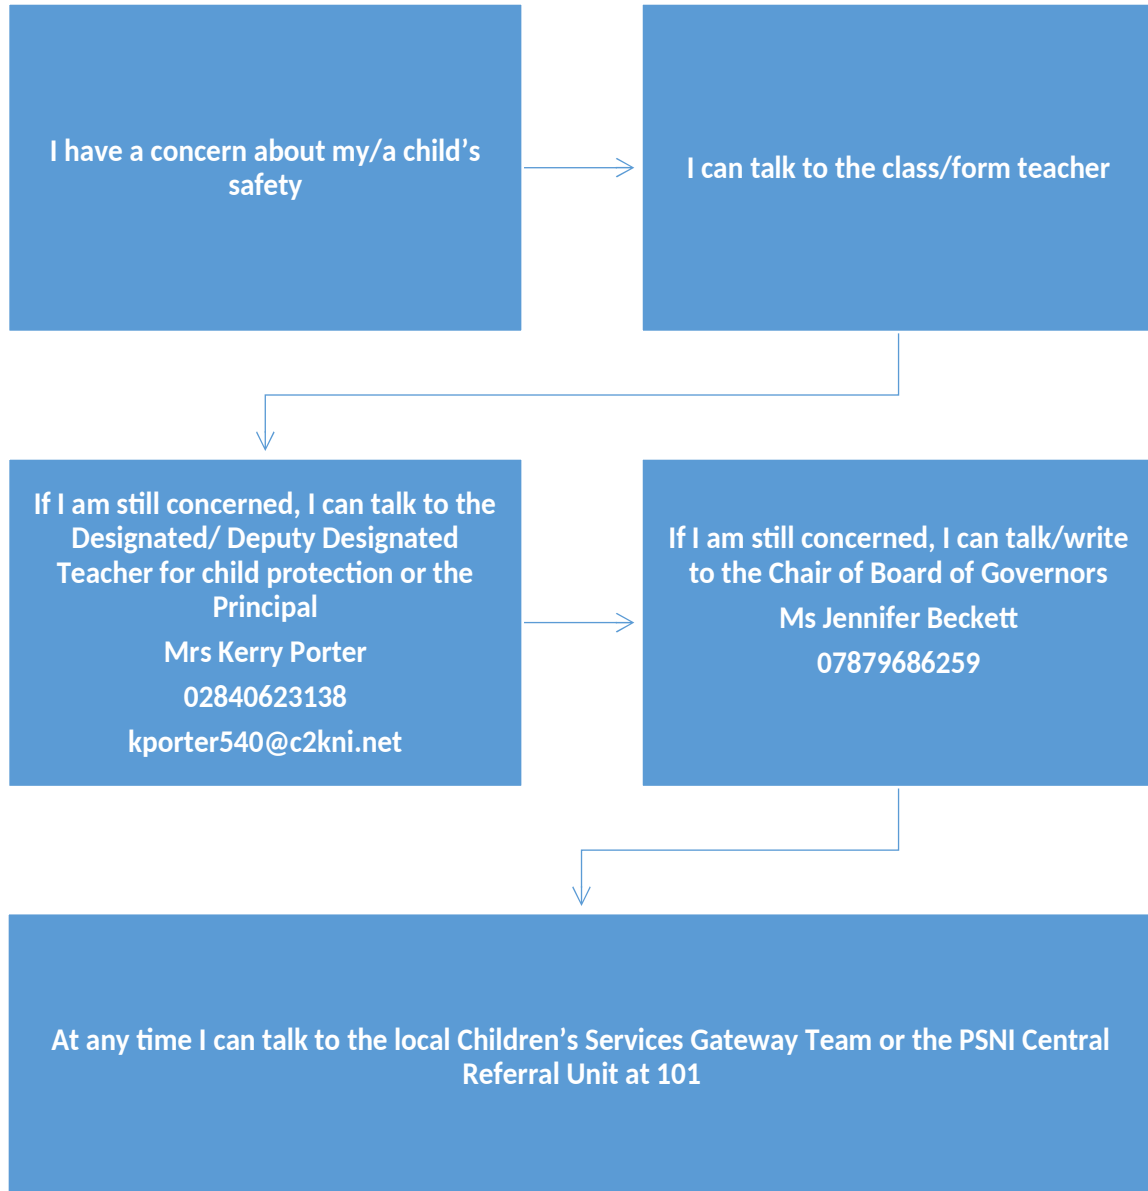 I have a concern about my/a child’s
safety
I can talk to the class/form teacher
If I am still concerned, I can talk to the
Designated/ Deputy Designated
Teacher for child protection or the
Principal
Mrs Kerry Porter
02840623138
kporter540@c2kni.net
If I am still concerned, I can talk/write
to the Chair of Board of Governors
Ms Jennifer Beckett
07879686259
At any time I can talk to the local Children’s Services Gateway Team or the PSNI Central
Referral Unit at 101